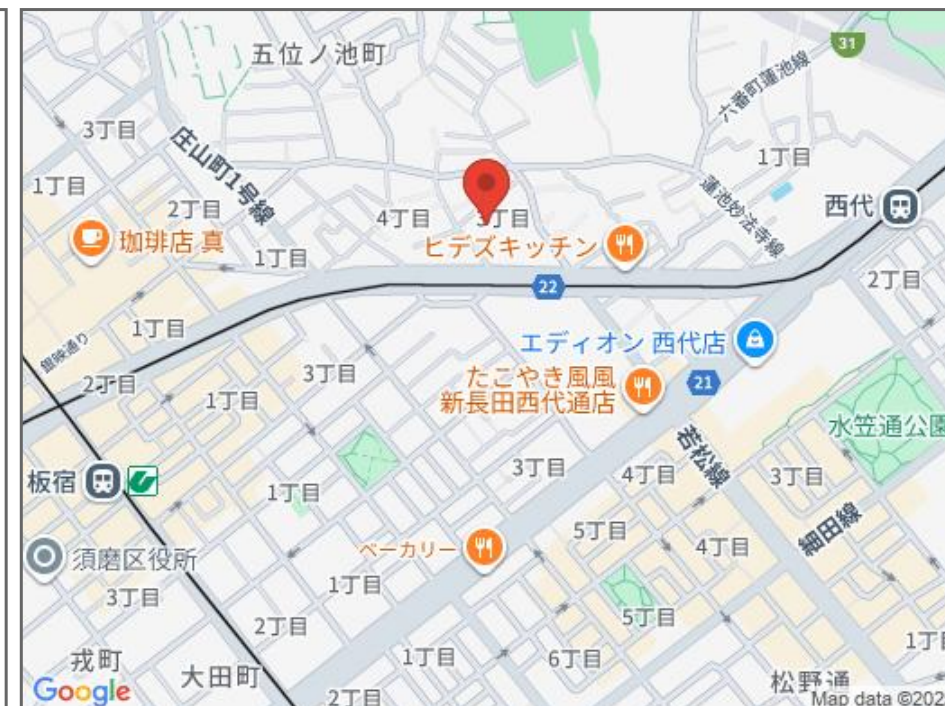 五位ノ池町
31
六番町蓮池線
3丁目
庄山町1号線
1丁目
1丁目
2丁目
4丁目
3丁目
蓮池妙法寺線
西代
珈琲店 真
ヒデズキッチン
1丁目
2丁目
22
1丁目
銀映通り
エディオン 西代店
3丁目
たこやき風風
新長田西代通店
21
2丁目
1丁目
水笠通公園
若松線
3丁目
4丁目
3丁目
板宿
1丁目
細田線
5丁目
4丁目
ベーカリー
須磨区役所
1丁目
3丁目
5丁目
2丁目
1丁目
戎町
大田町
1丁目
6丁目
松野通
Google
2丁目
Map data ©202